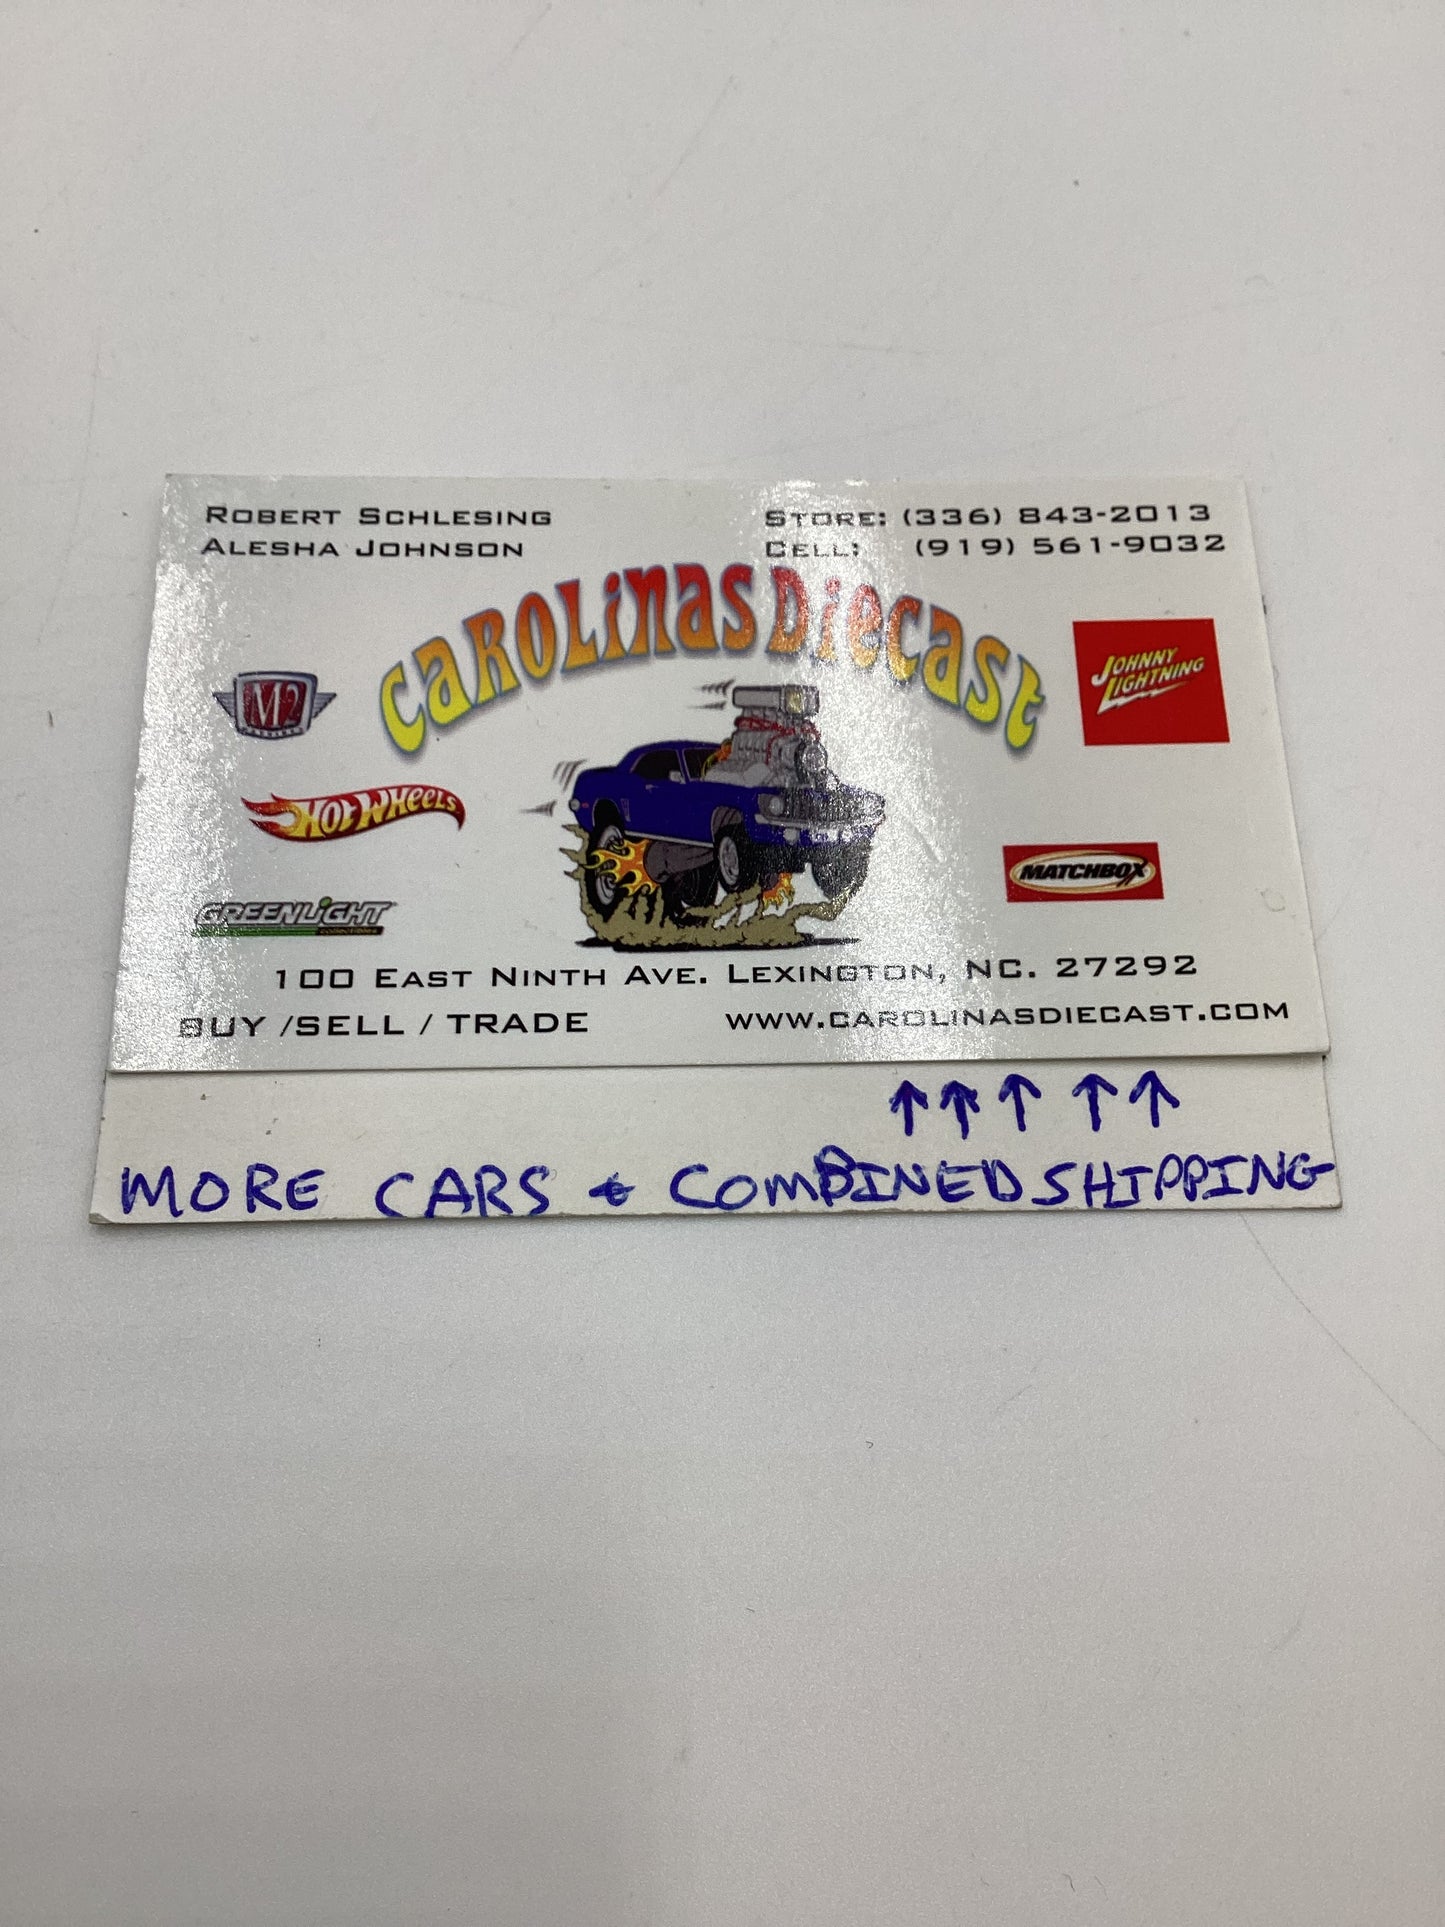 ROBERT SCHLESING
ALESHA JOHNSON
STORE: (336) 843-2013
CELL: (919) 561-9032
CAROLINAS DIECAST
M2
MACHINES
JOHNNY
LIGHTNING
HOT WHEELS
MATCHBOX
GREENLIGHT
COLLECTIBLES
100 EAST NINTH AVE. LEXINGTON, NC. 27292
BUY /SELL / TRADE
WWW.CAROLINASDIECAST.COM
↑ ↑ ↑ ↑ ↑
MORE CARS & COMBINED SHIPPING